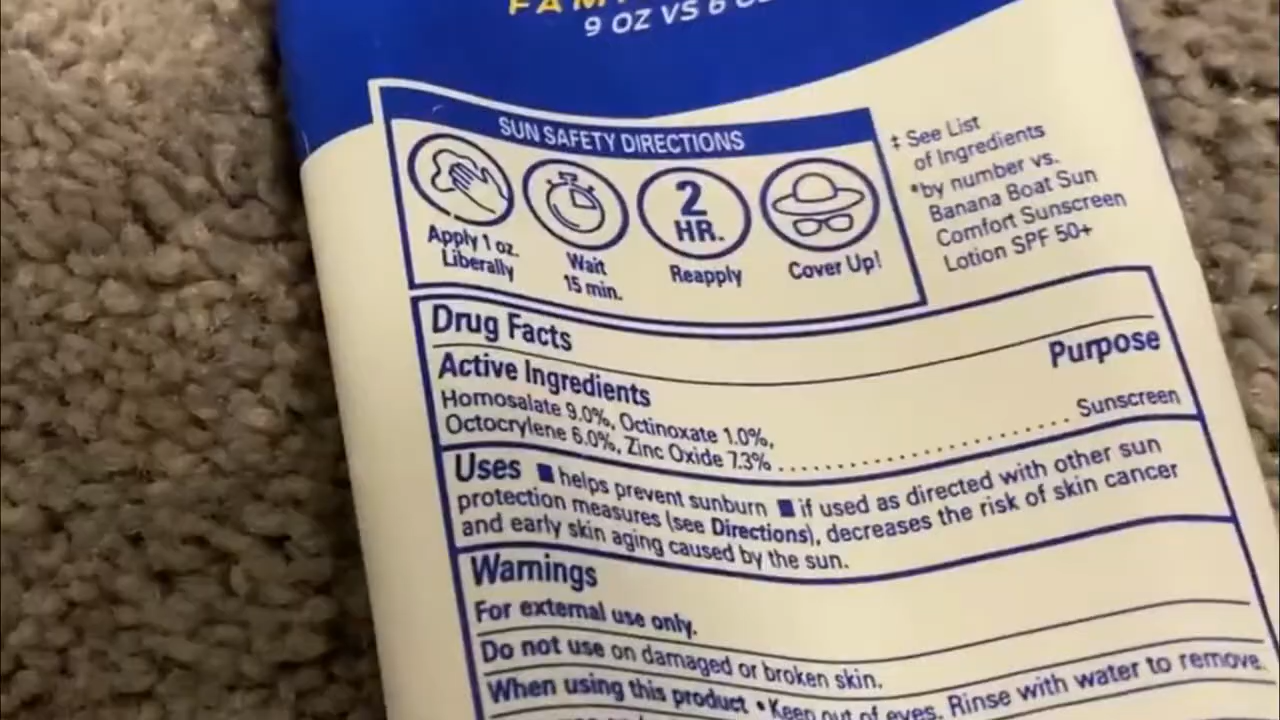 9 OZ VS 6
SUN SAFETY DIRECTIONS
Apply 1 oz.
Liberally
Wait
15 min.
2
HR.
Reapply
Cover Up!
‡ See List
of Ingredients
*by number vs.
Banana Boat Sun
Comfort Sunscreen
Lotion SPF 50+
Drug Facts
Active Ingredients Purpose
Homosalate 9.0%, Octinoxate 1.0%,
Octocrylene 6.0%, Zinc Oxide 7.3% .............................. Sunscreen
Uses ■ helps prevent sunburn ■ if used as directed with other sun
protection measures (see Directions), decreases the risk of skin cancer
and early skin aging caused by the sun.
Warnings
For external use only.
Do not use on damaged or broken skin.
When using this product • Keep out of eyes. Rinse with water to remove.